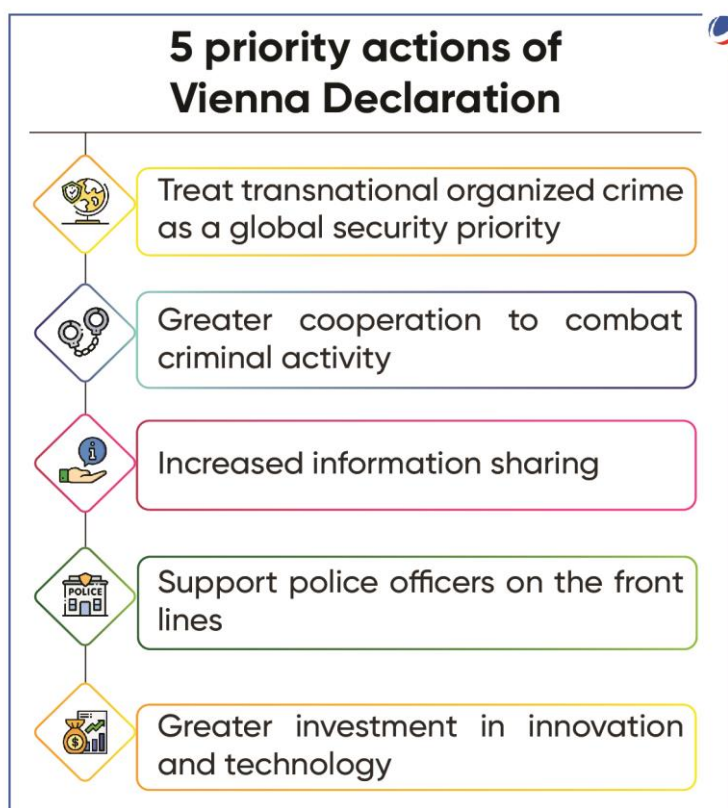 5 priority actions of
Vienna Declaration
Treat transnational organized crime
as a global security priority
Greater cooperation to combat
criminal activity
i
Increased information sharing
POLICE
Support police officers on the front
lines
$
Greater investment in innovation
and technology